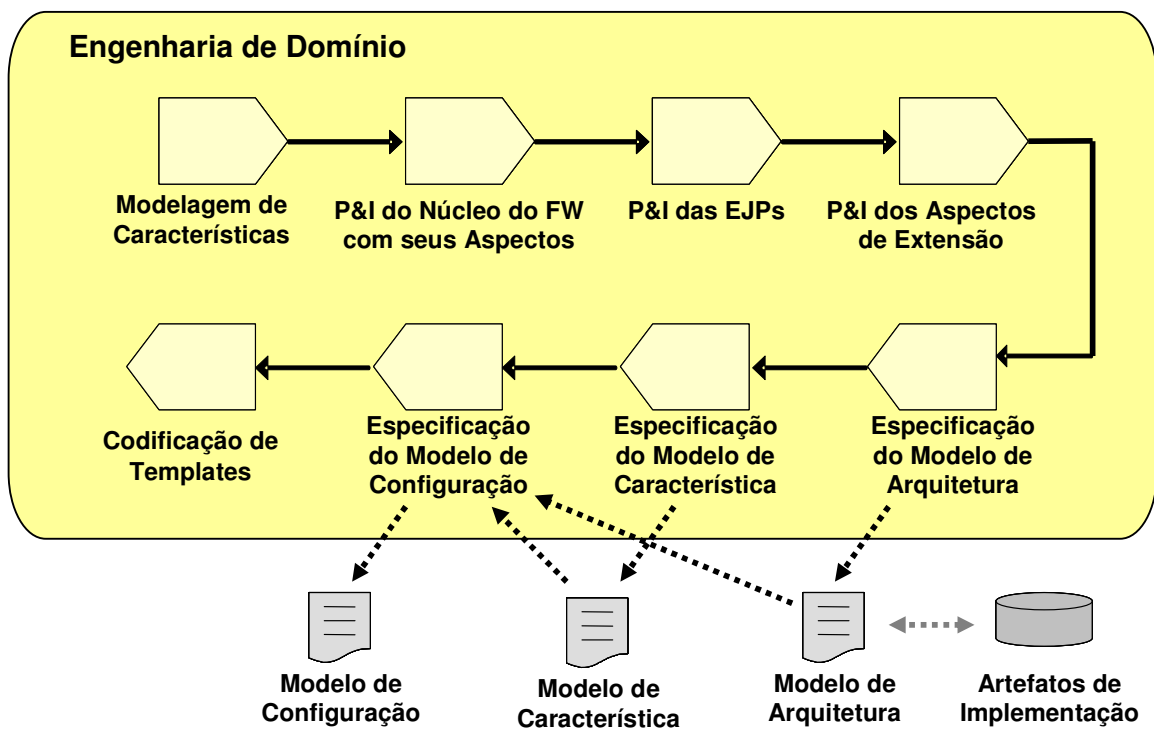 Engenharia de Domínio
Modelagem de
Características
P&I do Núcleo do FW
com seus Aspectos
P&I das EJPs
P&I dos Aspectos
de Extensão
Codificação de
Templates
Especificação
do Modelo de
Configuração
Especificação
do Modelo de
Característica
Especificação
do Modelo de
Arquitetura
Modelo de
Configuração
Modelo de
Característica
Modelo de
Arquitetura
Artefatos de
Implementação